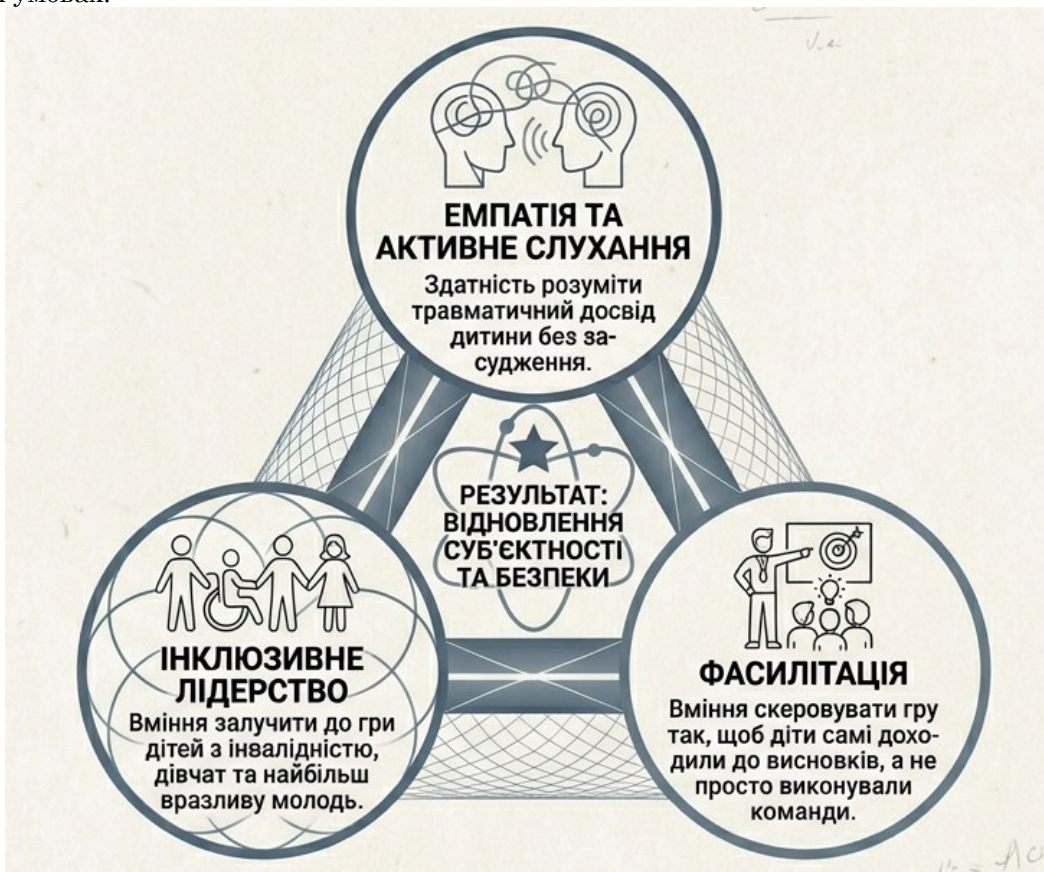 умовах.
ЕМПАТІЯ ТА
АКТИВНЕ СЛУХАННЯ
Здатність розуміти
травматичний досвід
дитини без за-
судження.
РЕЗУЛЬТАТ:
ВІДНОВЛЕННЯ
СУБ'ЄКТНОСТІ
ТА БЕЗПЕКИ
ІНКЛЮЗИВНЕ
ЛІДЕРСТВО
Вміння залучити до гри
дітей з інвалідністю,
дівчат та найбільш
вразливу молодь.
ФАСИЛІТАЦІЯ
Вміння скеровувати гру
так, щоб діти самі дохо-
дили до висновків, а не
просто виконували
команди.